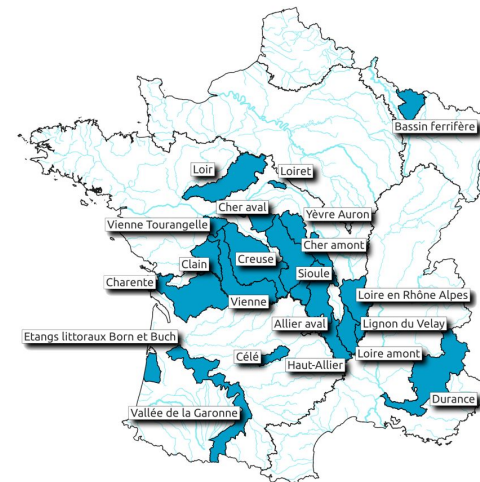 Bassin ferrifère
Loir
Loiret
Cher aval
Yèvre Auron
Vienne Tourangelle
Cher amont
Clain
Creuse
Sioule
Charente
Loire en Rhône Alpes
Vienne
Allier aval
Lignon du Velay
Etangs littoraux Born et Buch
Célé
Loire amont
Haut-Allier
Durance
Vallée de la Garonne